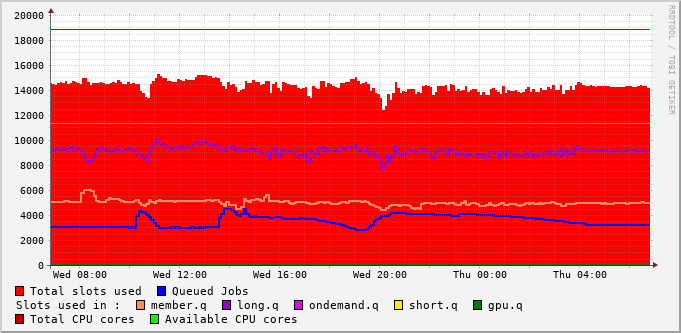 20000
18000
16000
14000
12000
10000
8000
6000
4000
2000
0
Wed 08:00 Wed 12:00 Wed 16:00 Wed 20:00 Thu 00:00 Thu 04:00
Total slots used Queued Jobs
Slots used in : member.q long.q ondemand.q short.q gpu.q
Total CPU cores Available CPU cores
RRDTOOL / TOBI OETIKER